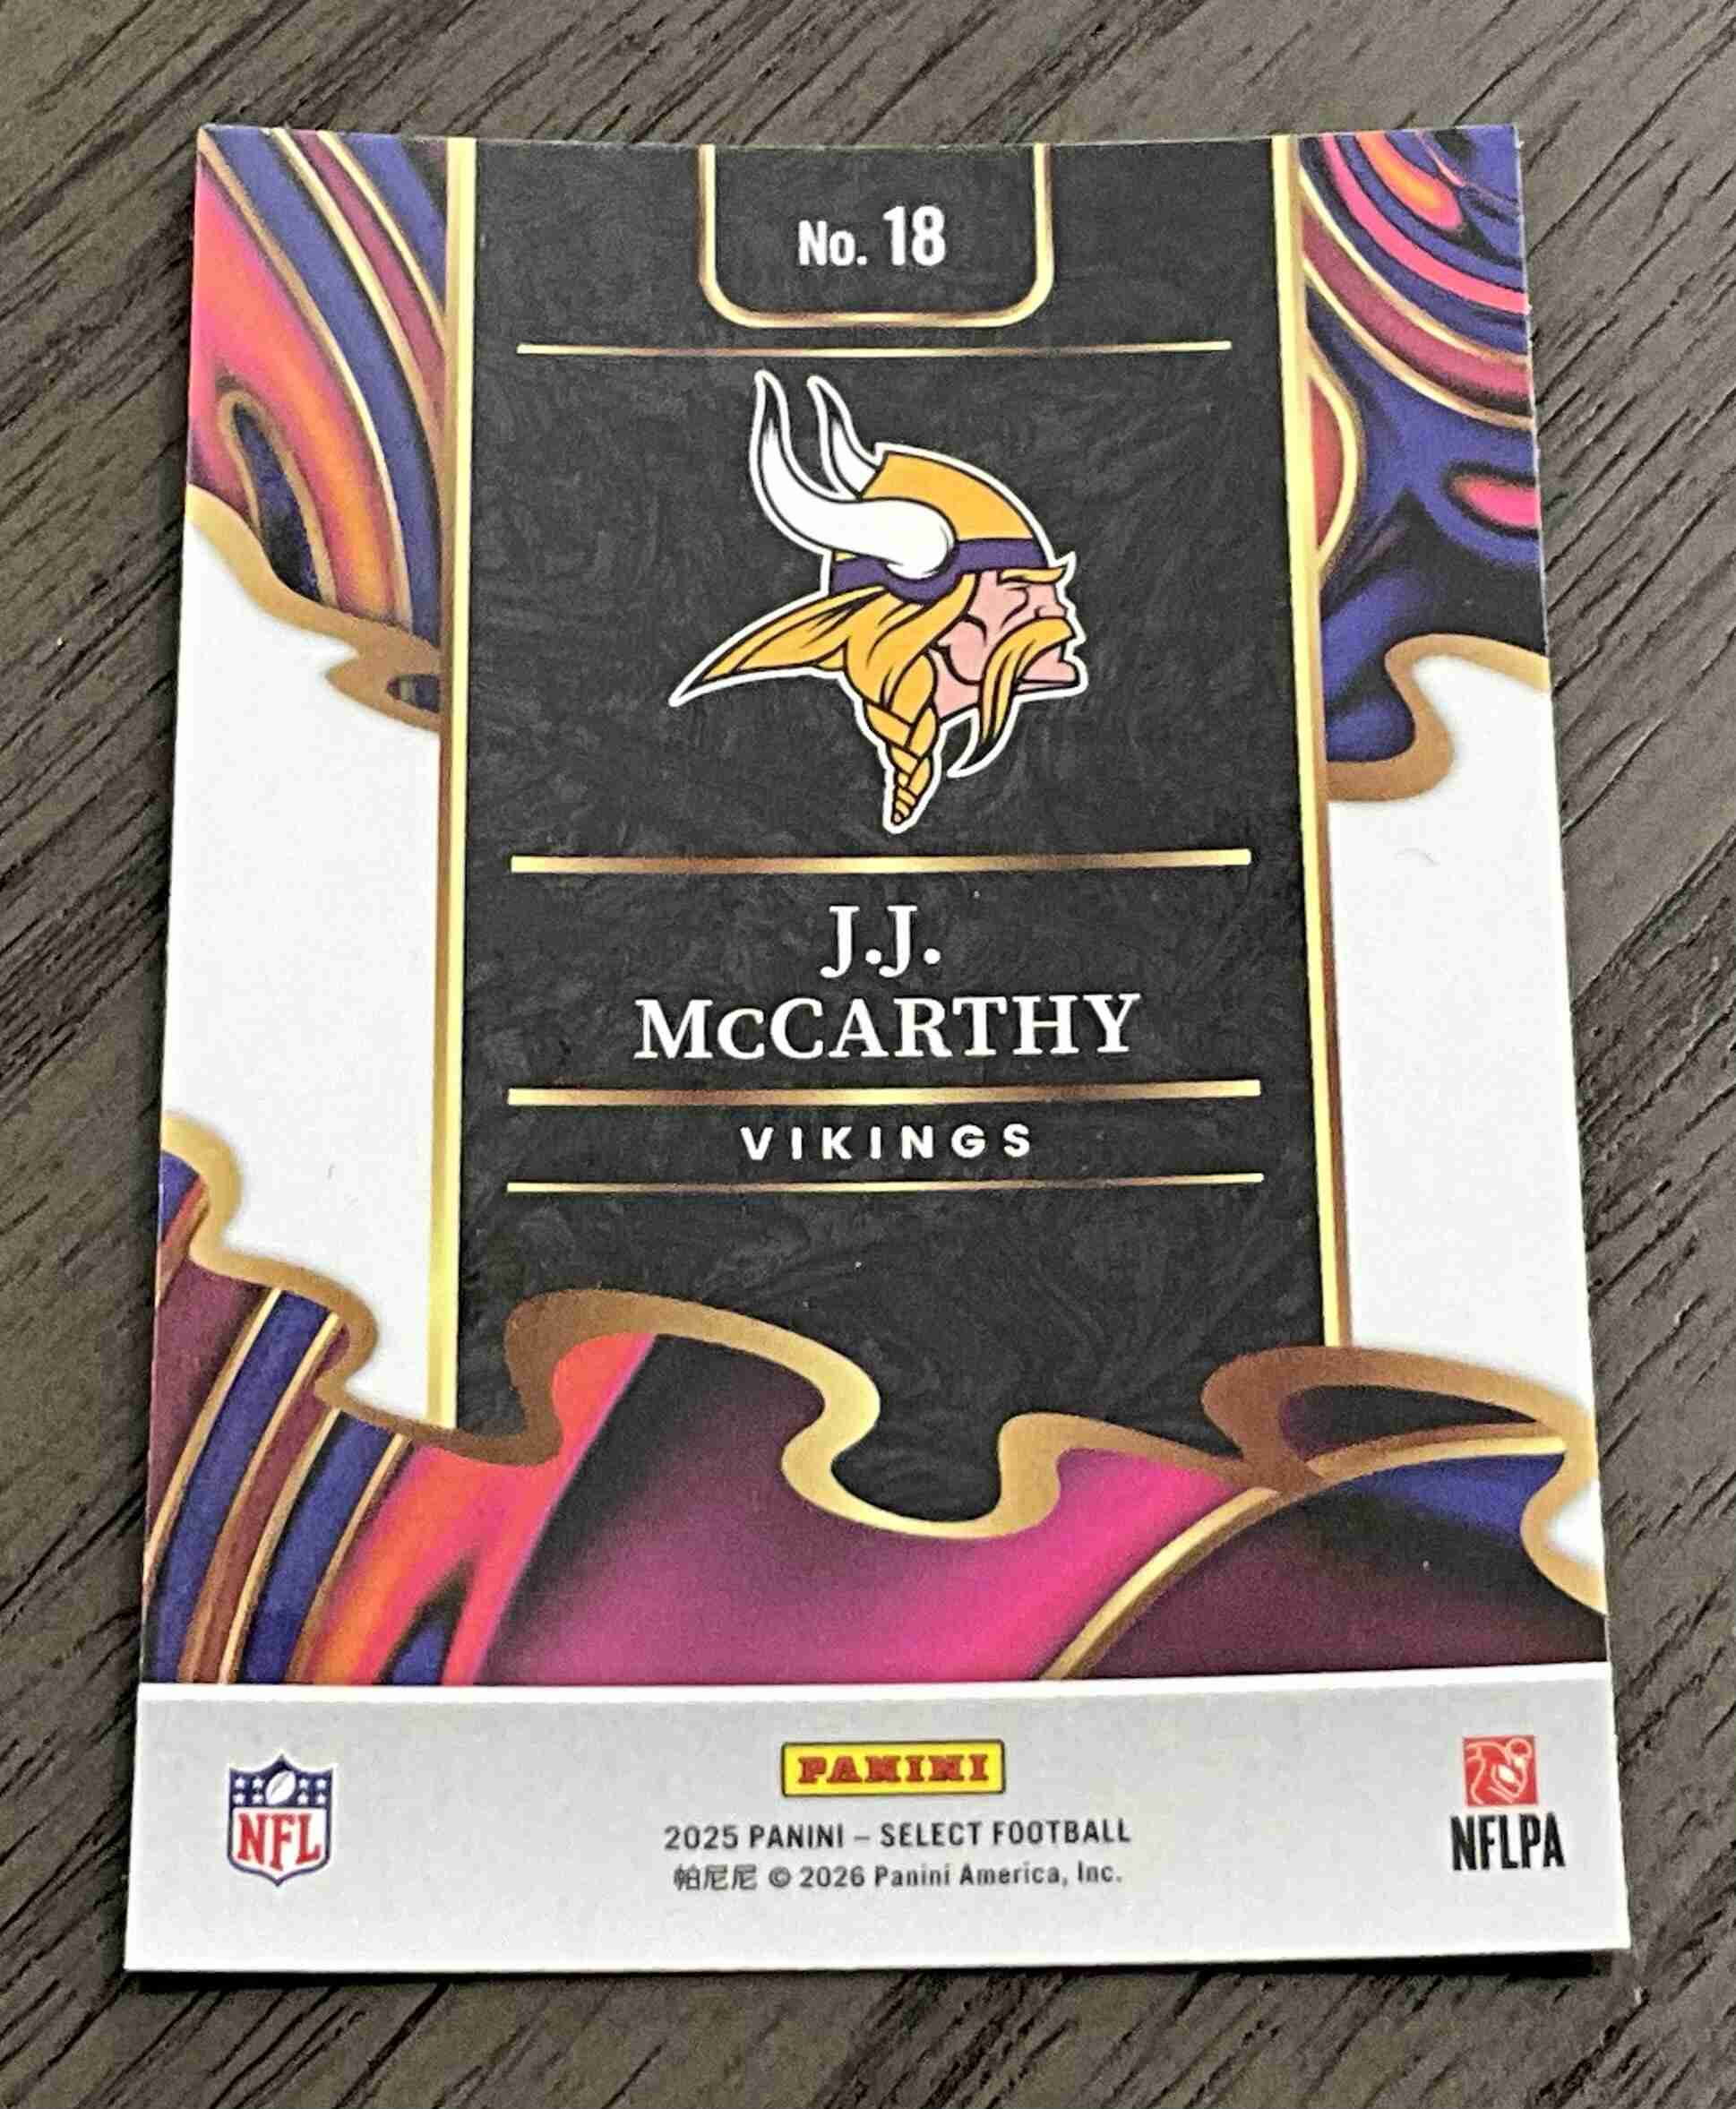 No. 18
J.J.
McCARTHY
VIKINGS
PANINI
2025 PANINI – SELECT FOOTBALL
帕尼尼 © 2026 Panini America, Inc.
NFL
NFLPA